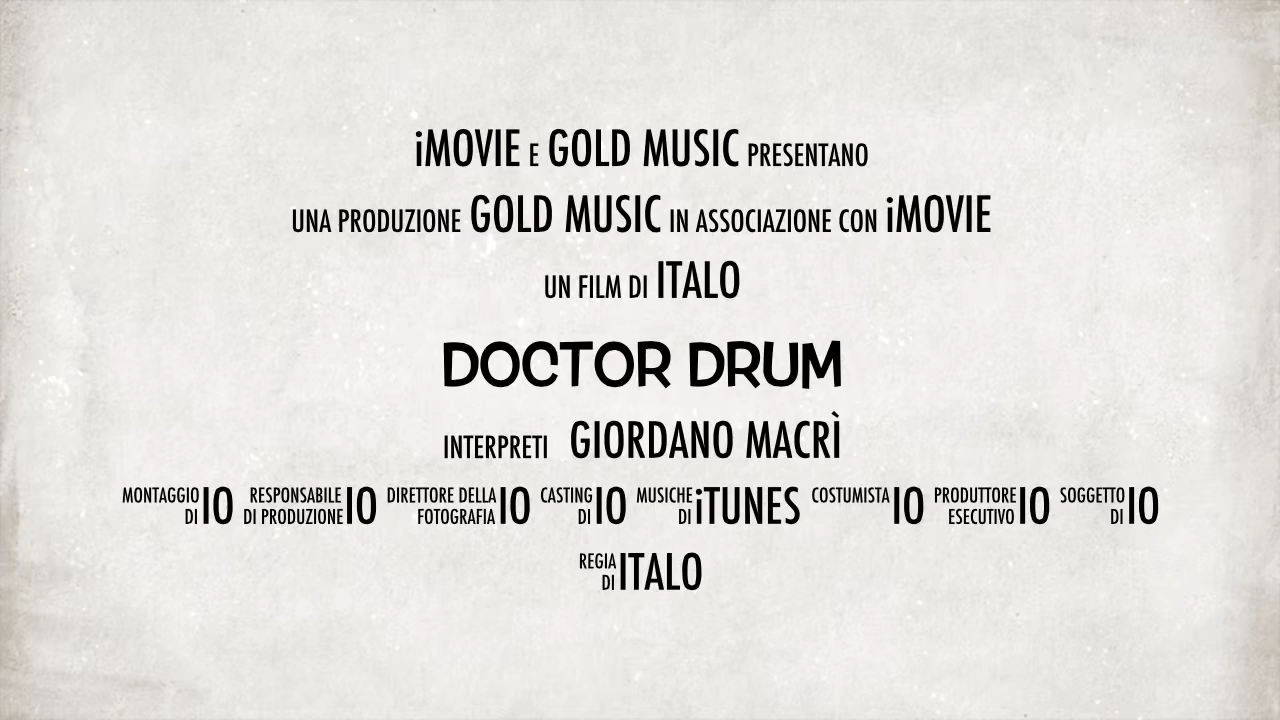 iMOVIE E GOLD MUSIC PRESENTANO
UNA PRODUZIONE GOLD MUSIC IN ASSOCIAZIONE CON iMOVIE
UN FILM DI ITALO
DOCTOR DRUM
INTERPRETI GIORDANO MACRÌ
MONTAGGIO DI IO RESPONSABILE DI PRODUZIONE IO DIRETTORE DELLA FOTOGRAFIA IO CASTING DI IO MUSICHE DI iTUNES COSTUMISTA IO PRODUTTORE ESECUTIVO IO SOGGETTO DI IO
REGIA DI ITALO